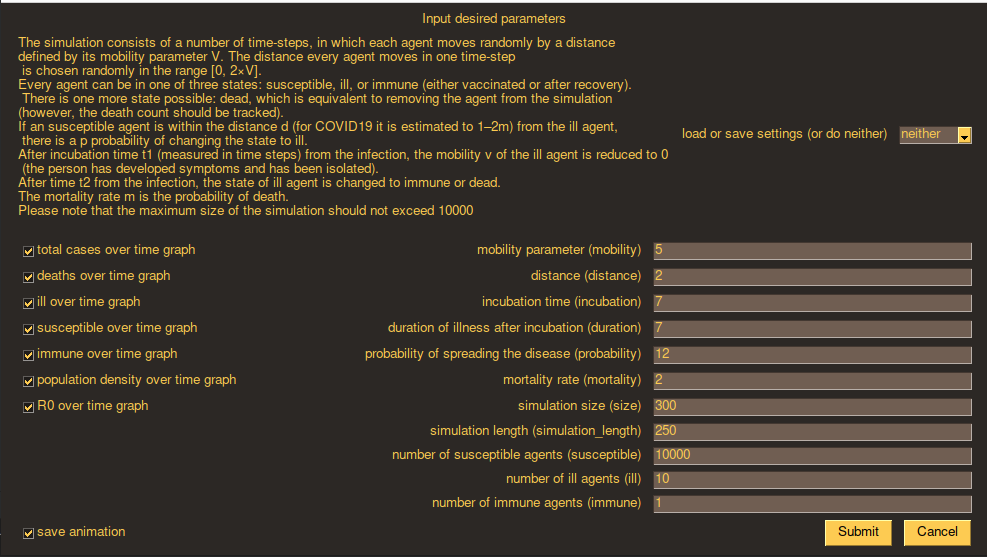 Input desired parameters
The simulation consists of a number of time-steps, in which each agent moves randomly by a distance
defined by its mobility parameter V. The distance every agent moves in one time-step
is chosen randomly in the range [0, 2×V].
Every agent can be in one of three states: susceptible, ill, or immune (either vaccinated or after recovery).
There is one more state possible: dead, which is equivalent to removing the agent from the simulation
(however, the death count should be tracked).
If an susceptible agent is within the distance d (for COVID19 it is estimated to 1–2m) from the ill agent,
there is a p probability of changing the state to ill.
After incubation time t1 (measured in time steps) from the infection, the mobility v of the ill agent is reduced to 0
(the person has developed symptoms and has been isolated).
After time t2 from the infection, the state of ill agent is changed to immune or dead.
The mortality rate m is the probability of death.
Please note that the maximum size of the simulation should not exceed 10000
load or save settings (or do neither) neither
total cases over time graph
deaths over time graph
ill over time graph
susceptible over time graph
immune over time graph
population density over time graph
R0 over time graph
mobility parameter (mobility) 5
distance (distance) 2
incubation time (incubation) 7
duration of illness after incubation (duration) 7
probability of spreading the disease (probability) 12
mortality rate (mortality) 2
simulation size (size) 300
simulation length (simulation_length) 250
number of susceptible agents (susceptible) 10000
number of ill agents (ill) 10
number of immune agents (immune) 1
save animation
Submit Cancel